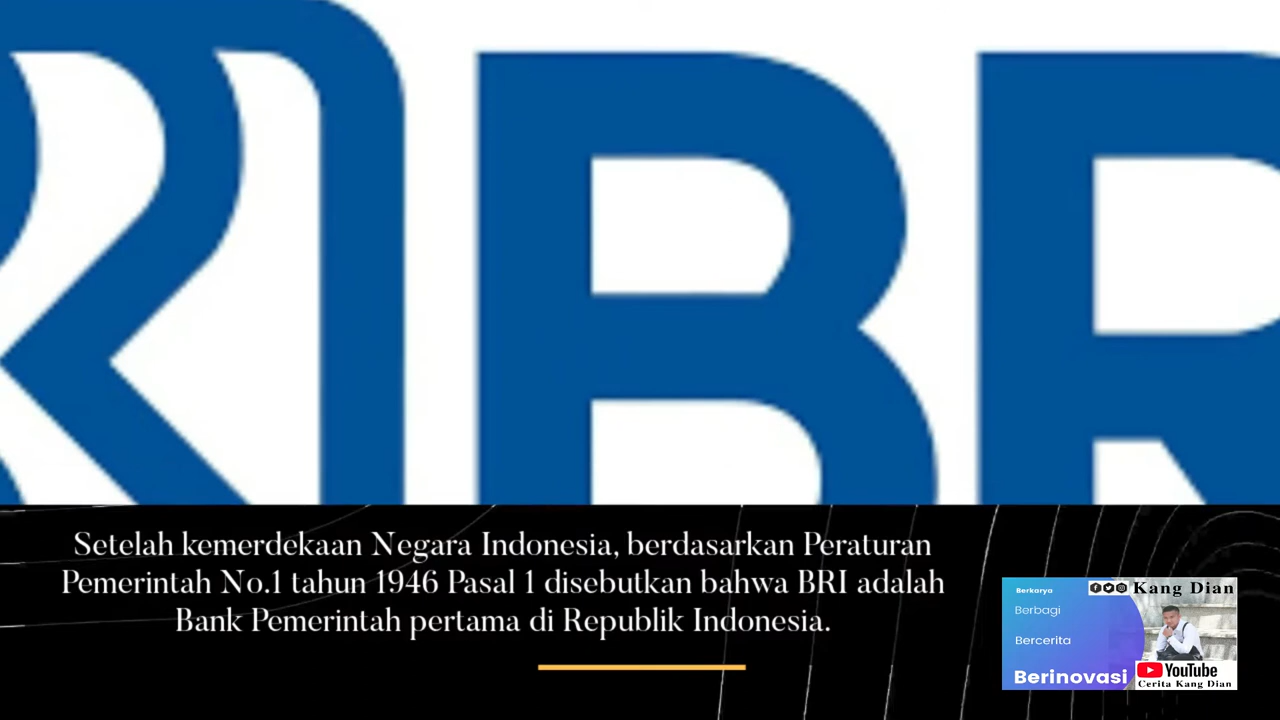 BR
Setelah kemerdekaan Negara Indonesia, berdasarkan Peraturan
Pemerintah No.1 tahun 1946 Pasal 1 disebutkan bahwa BRI adalah
Bank Pemerintah pertama di Republik Indonesia.
Berkarya
Kang Dian
Berbagi
Bercerita
Berinovasi
YouTube
Cerita Kang Dian